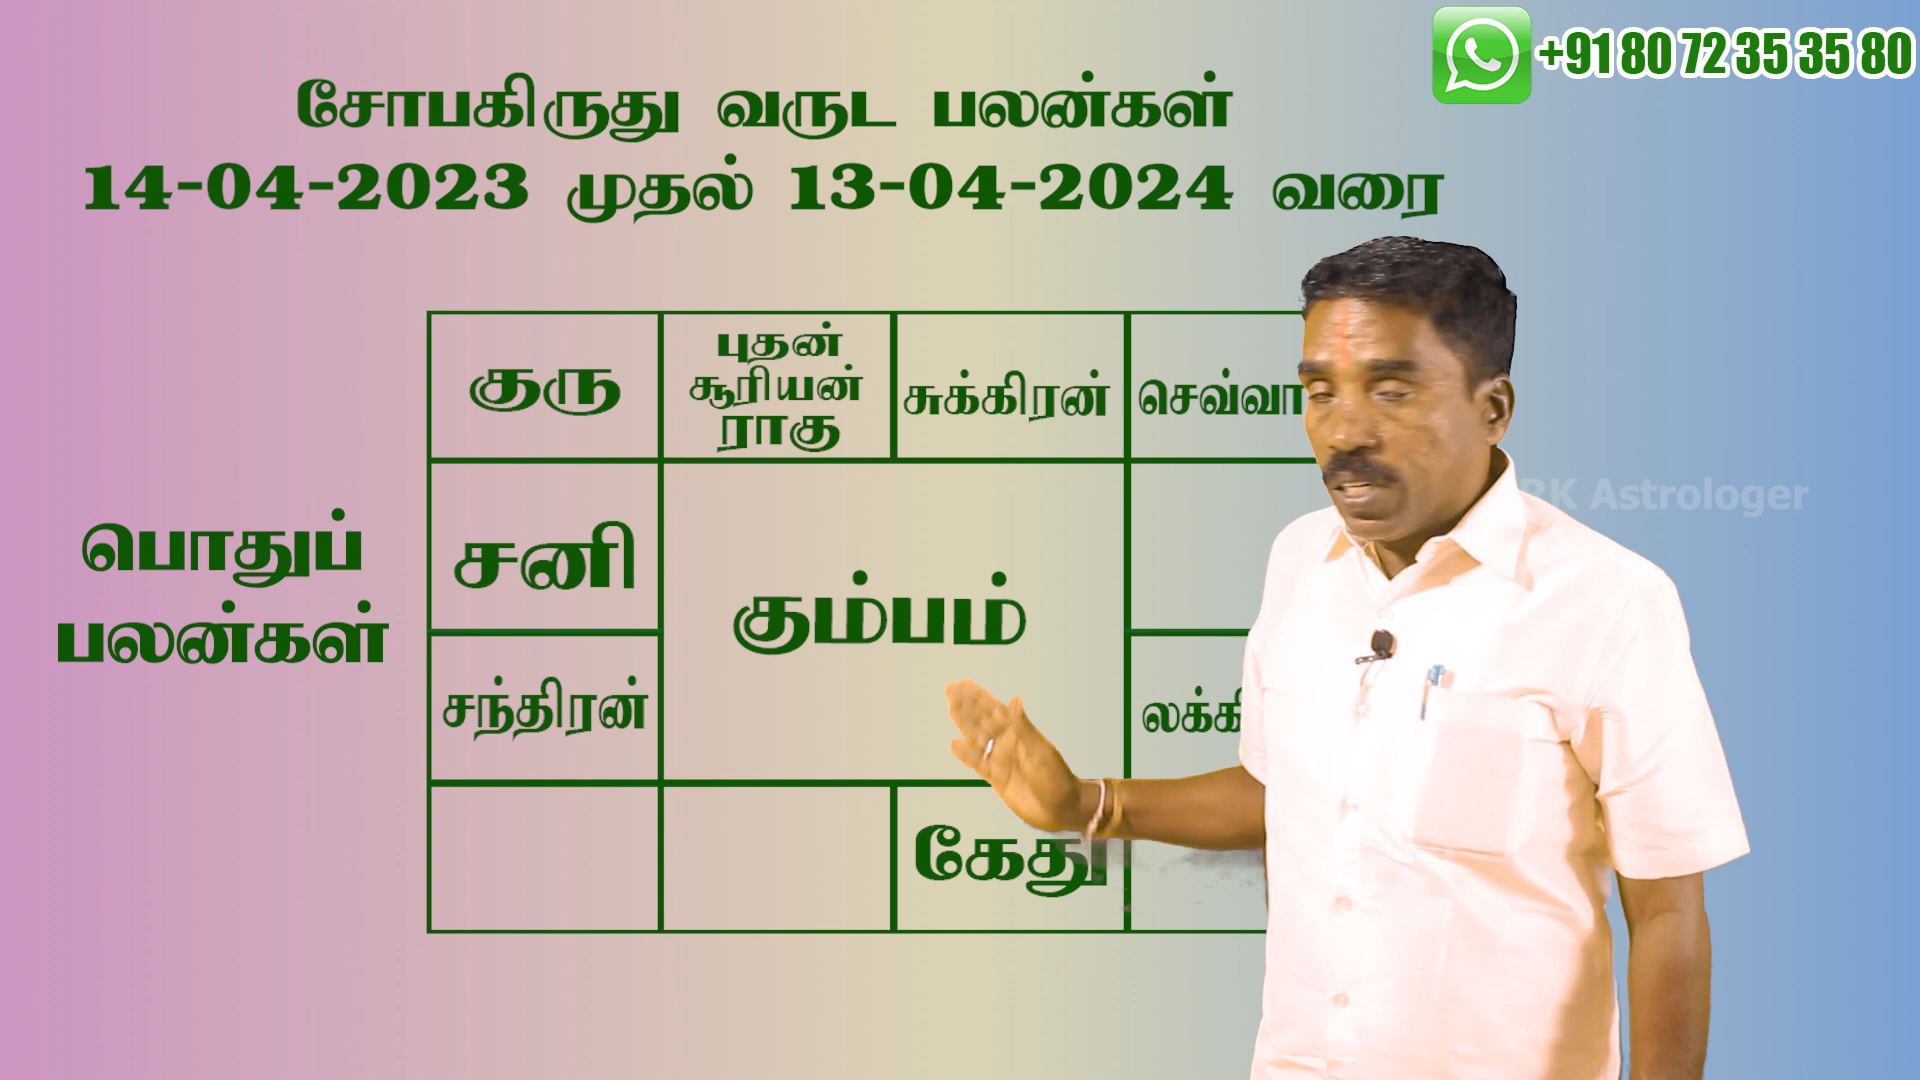 +91 80 72 35 35 80
சோபகிருது வருட பலன்கள்
14-04-2023 முதல் 13-04-2024 வரை
குரு
புதன்
சூரியன்
ராகு
சுக்கிரன்
பொதுப்
பலன்கள்
சனி
கும்பம்
சந்திரன்
கேது
Astrologer